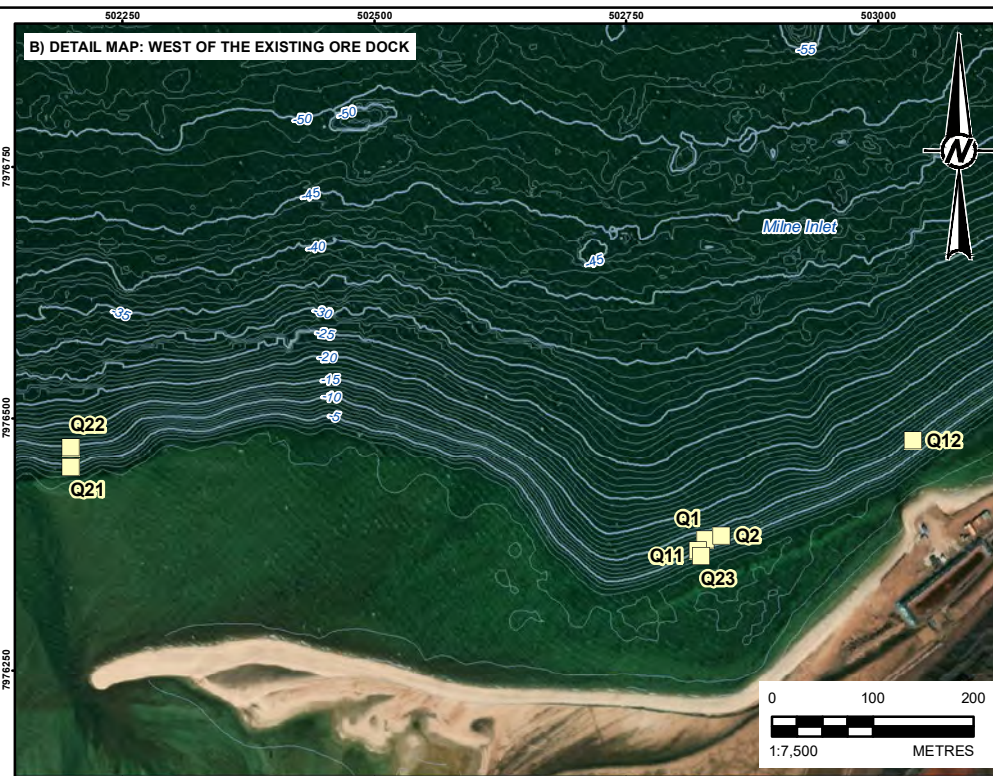 502250
502500
502750
503000
B) DETAIL MAP: WEST OF THE EXISTING ORE DOCK
-55
-50
-50
N
7976750
-45
Milne Inlet
-40
-45
-35
-30
-25
-20
-15
-10
-5
7976500
Q22
Q21
Q12
Q1
Q2
Q11
Q23
7976250
0
100
200
1:7,500
METRES